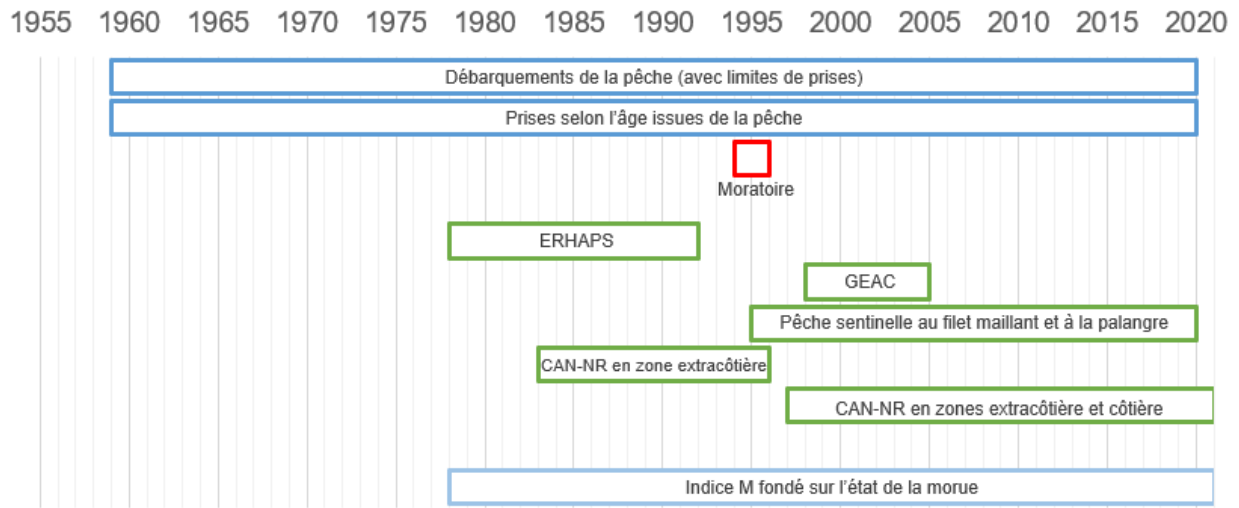 1955 1960 1965 1970 1975 1980 1985 1990 1995 2000 2005 2010 2015 2020
Débarquements de la pêche (avec limites de prises)
Prises selon l'âge issues de la pêche
Moratoire
ERHAPS
GEAC
Pêche sentinelle au filet maillant et à la palangre
CAN-NR en zone extracôtière
CAN-NR en zones extracôtière et côtière
Indice M fondé sur l'état de la morue